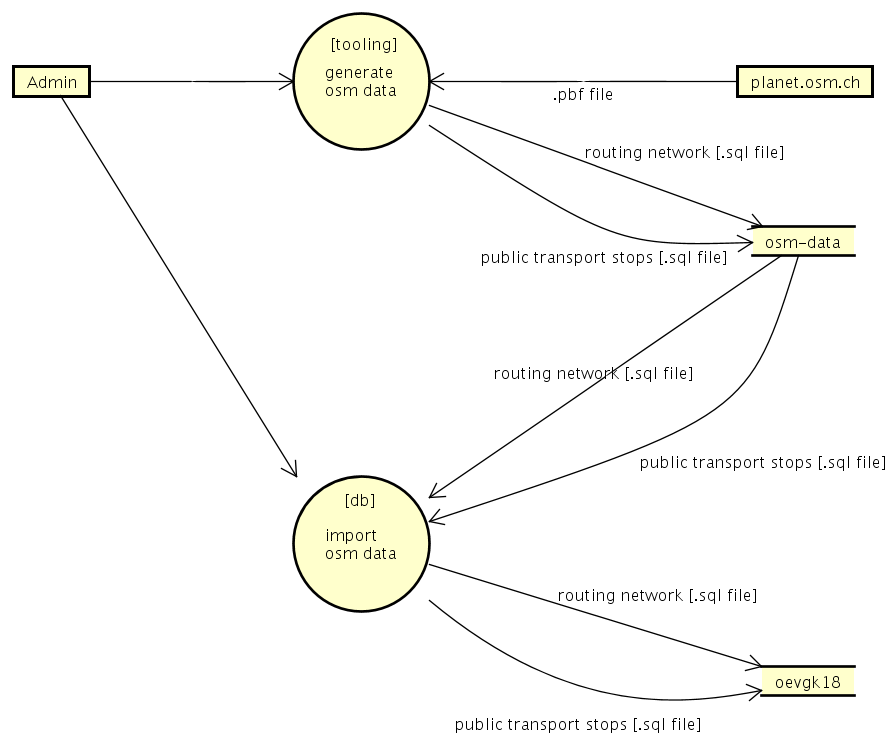 [tooling]
generate
osm data
Admin
planet.osm.ch
.pbf file
routing network [.sql file]
osm-data
public transport stops [.sql file]
routing network [.sql file]
public transport stops [.sql file]
[db]
import
osm data
routing network [.sql file]
oevgk18
public transport stops [.sql file]